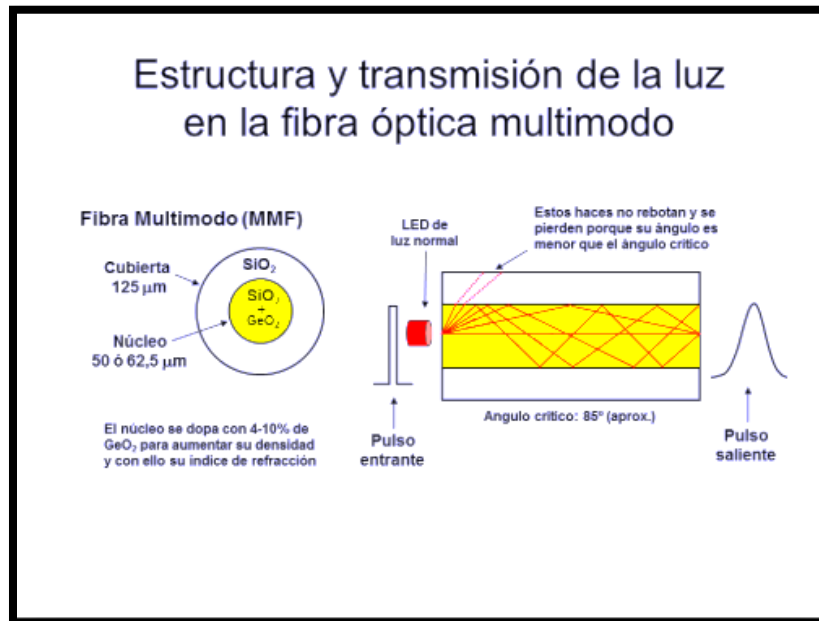 Estructura y transmisión de la luz
en la fibra óptica multimodo
Fibra Multimodo (MMF)
Cubierta
125 µm
SiO₂
SiO₂
+
GeO₂
Núcleo
50 ó 62,5 µm
El núcleo se dopa con 4-10% de
GeO₂ para aumentar su densidad
y con ello su indice de refracción
LED de
luz normal
Estos haces no rebotan y se
pierden porque su ángulo es
menor que el ángulo crítico
Pulso
entrante
Angulo crítico: 85º (aprox.)
Pulso
saliente